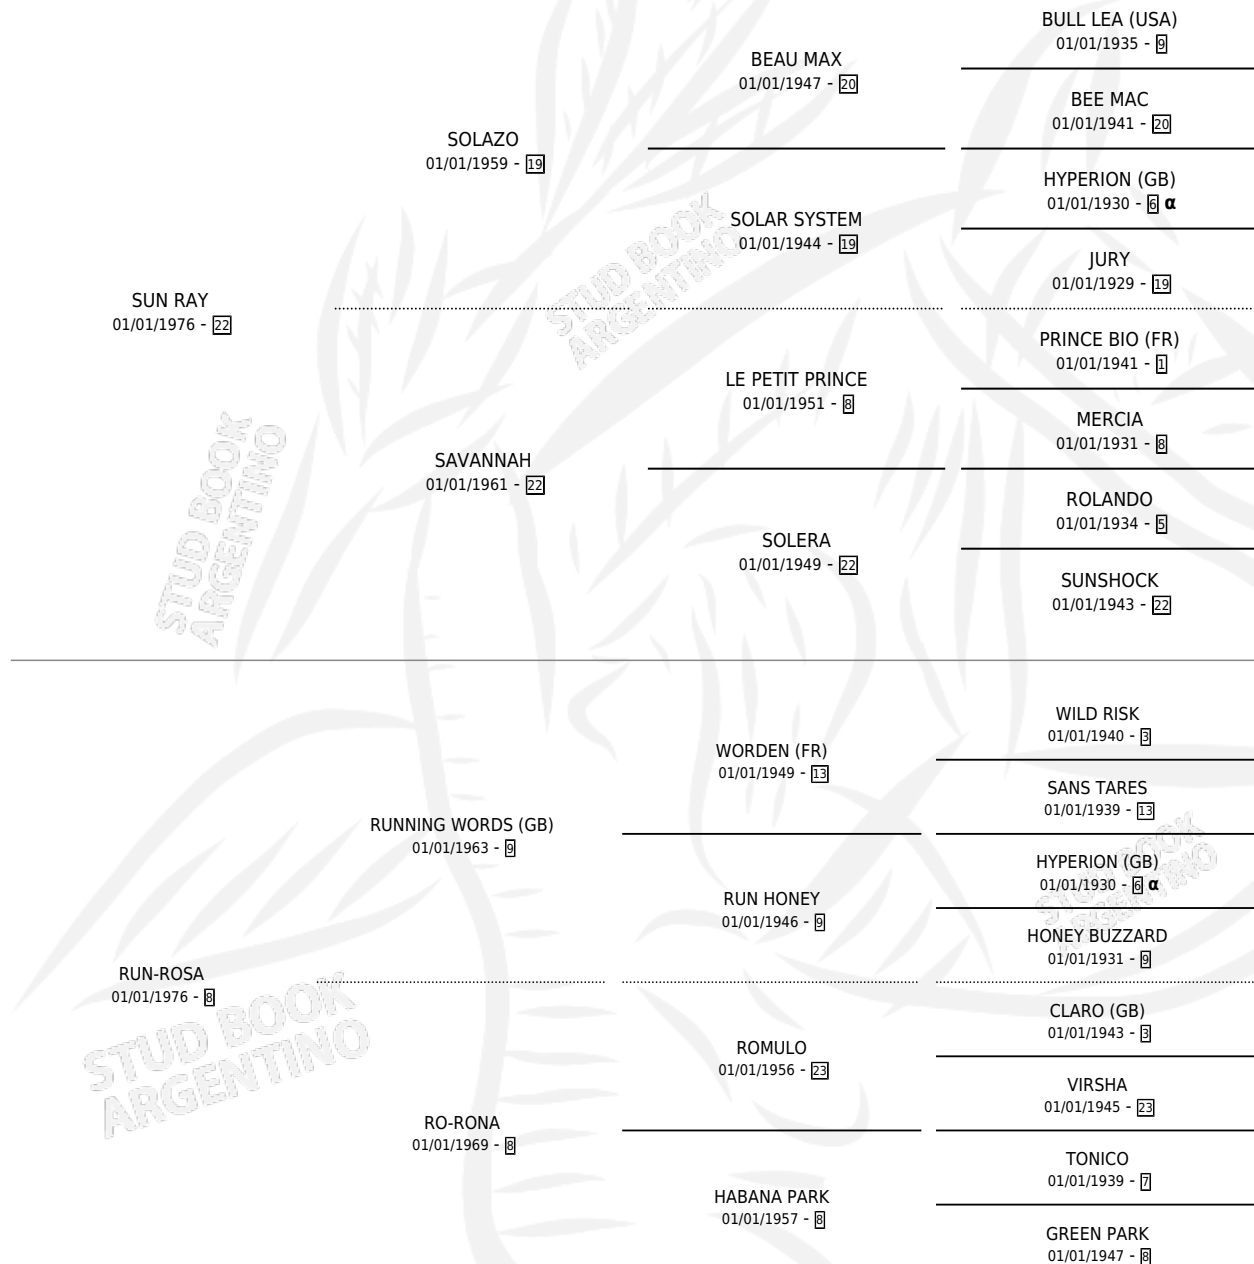 BULL LEA (USA)
01/01/1935 - 9
BEAU MAX
01/01/1947 - 20
BEE MAC
01/01/1941 - 20
SOLAZO
01/01/1959 - 19
HYPERION (GB)
01/01/1930 - 6 α
SOLAR SYSTEM
01/01/1944 - 19
JURY
01/01/1929 - 19
SUN RAY
01/01/1976 - 22
PRINCE BIO (FR)
01/01/1941 - 1
LE PETIT PRINCE
01/01/1951 - 8
MERCIA
01/01/1931 - 8
SAVANNAH
01/01/1961 - 22
ROLANDO
01/01/1934 - 5
SOLERA
01/01/1949 - 22
SUNSHOCK
01/01/1943 - 22
WILD RISK
01/01/1940 - 3
WORDEN (FR)
01/01/1949 - 13
SANS TARES
01/01/1939 - 13
RUNNING WORDS (GB)
01/01/1963 - 9
HYPERION (GB)
01/01/1930 - 6 α
RUN HONEY
01/01/1946 - 9
HONEY BUZZARD
01/01/1931 - 9
RUN-ROSA
01/01/1976 - 8
CLARO (GB)
01/01/1943 - 3
ROMULO
01/01/1956 - 23
VIRSHA
01/01/1945 - 23
RO-RONA
01/01/1969 - 8
TONICO
01/01/1939 - 7
HABANA PARK
01/01/1957 - 8
GREEN PARK
01/01/1947 - 8
STUD BOOK
ARGENTINO
STUD BOOK
ARGENTINO
STUD BOOK
ARGENTINO
STUD BOOK
ARGENTINO